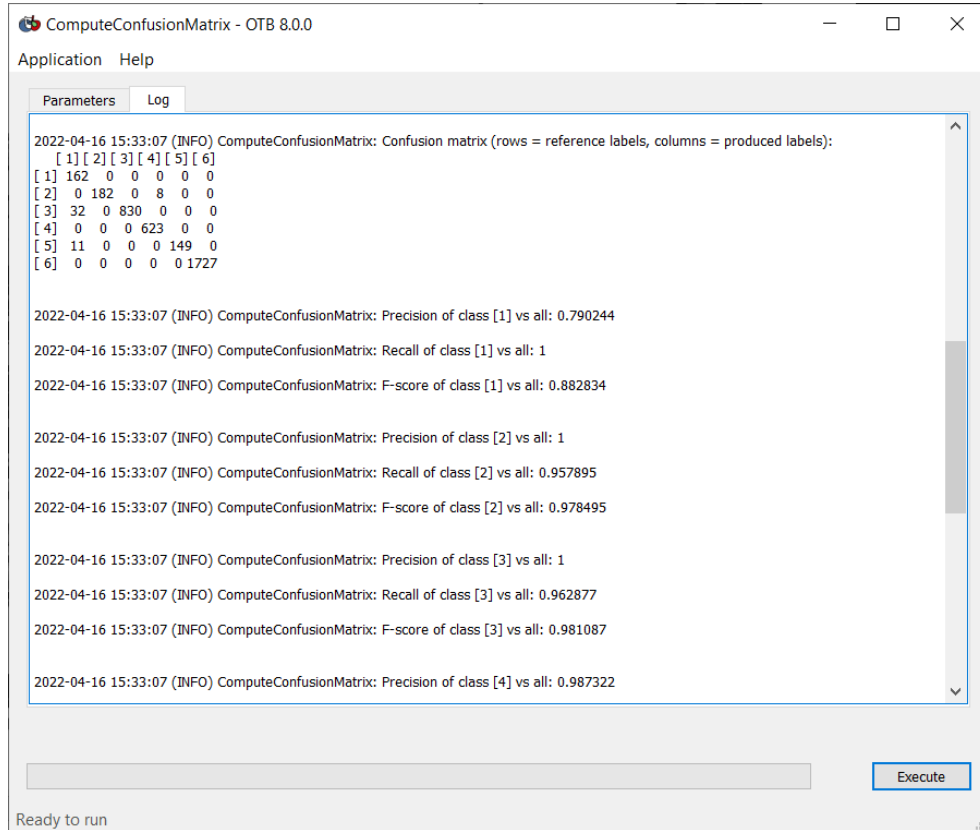 ComputeConfusionMatrix - OTB 8.0.0
Application Help
Parameters Log
2022-04-16 15:33:07 (INFO) ComputeConfusionMatrix: Confusion matrix (rows = reference labels, columns = produced labels):
[ 1] [ 2] [ 3] [ 4] [ 5] [ 6]
[ 1] 162 0 0 0 0 0
[ 2] 0 182 0 8 0 0
[ 3] 32 0 830 0 0 0
[ 4] 0 0 0 623 0 0
[ 5] 11 0 0 0 149 0
[ 6] 0 0 0 0 0 1727
2022-04-16 15:33:07 (INFO) ComputeConfusionMatrix: Precision of class [1] vs all: 0.790244
2022-04-16 15:33:07 (INFO) ComputeConfusionMatrix: Recall of class [1] vs all: 1
2022-04-16 15:33:07 (INFO) ComputeConfusionMatrix: F-score of class [1] vs all: 0.882834
2022-04-16 15:33:07 (INFO) ComputeConfusionMatrix: Precision of class [2] vs all: 1
2022-04-16 15:33:07 (INFO) ComputeConfusionMatrix: Recall of class [2] vs all: 0.957895
2022-04-16 15:33:07 (INFO) ComputeConfusionMatrix: F-score of class [2] vs all: 0.978495
2022-04-16 15:33:07 (INFO) ComputeConfusionMatrix: Precision of class [3] vs all: 1
2022-04-16 15:33:07 (INFO) ComputeConfusionMatrix: Recall of class [3] vs all: 0.962877
2022-04-16 15:33:07 (INFO) ComputeConfusionMatrix: F-score of class [3] vs all: 0.981087
2022-04-16 15:33:07 (INFO) ComputeConfusionMatrix: Precision of class [4] vs all: 0.987322
Execute
Ready to run